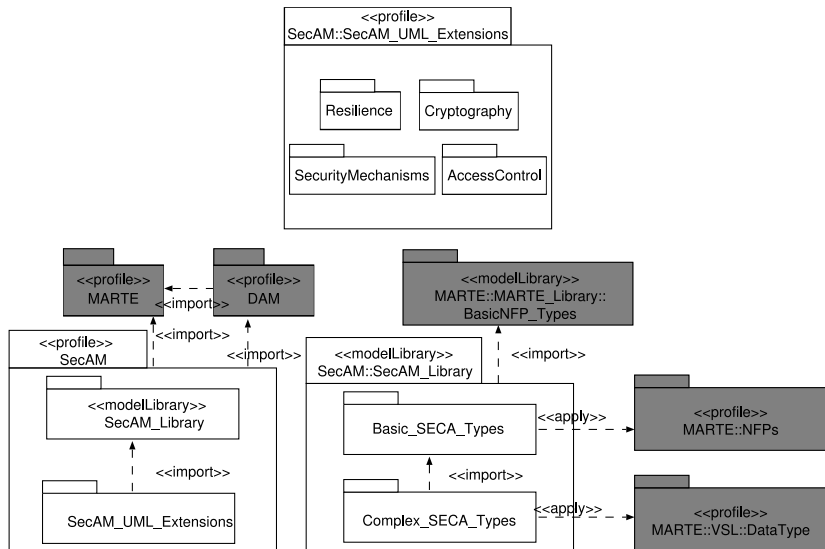 <<profile>>
SecAM::SecAM_UML_Extensions
Resilience
Cryptography
SecurityMechanisms
AccessControl
<<profile>>
MARTE
<<profile>>
DAM
<<import>>
<<import>>
<<import>>
<<modelLibrary>>
MARTE::MARTE_Library::
BasicNFP_Types
<<import>>
<<profile>>
SecAM
<<modelLibrary>>
SecAM_Library
<<import>>
SecAM_UML_Extensions
<<modelLibrary>>
SecAM::SecAM_Library
Basic_SECA_Types
<<apply>>
<<import>>
Complex_SECA_Types
<<apply>>
<<profile>>
MARTE::NFPs
<<profile>>
MARTE::VSL::DataType